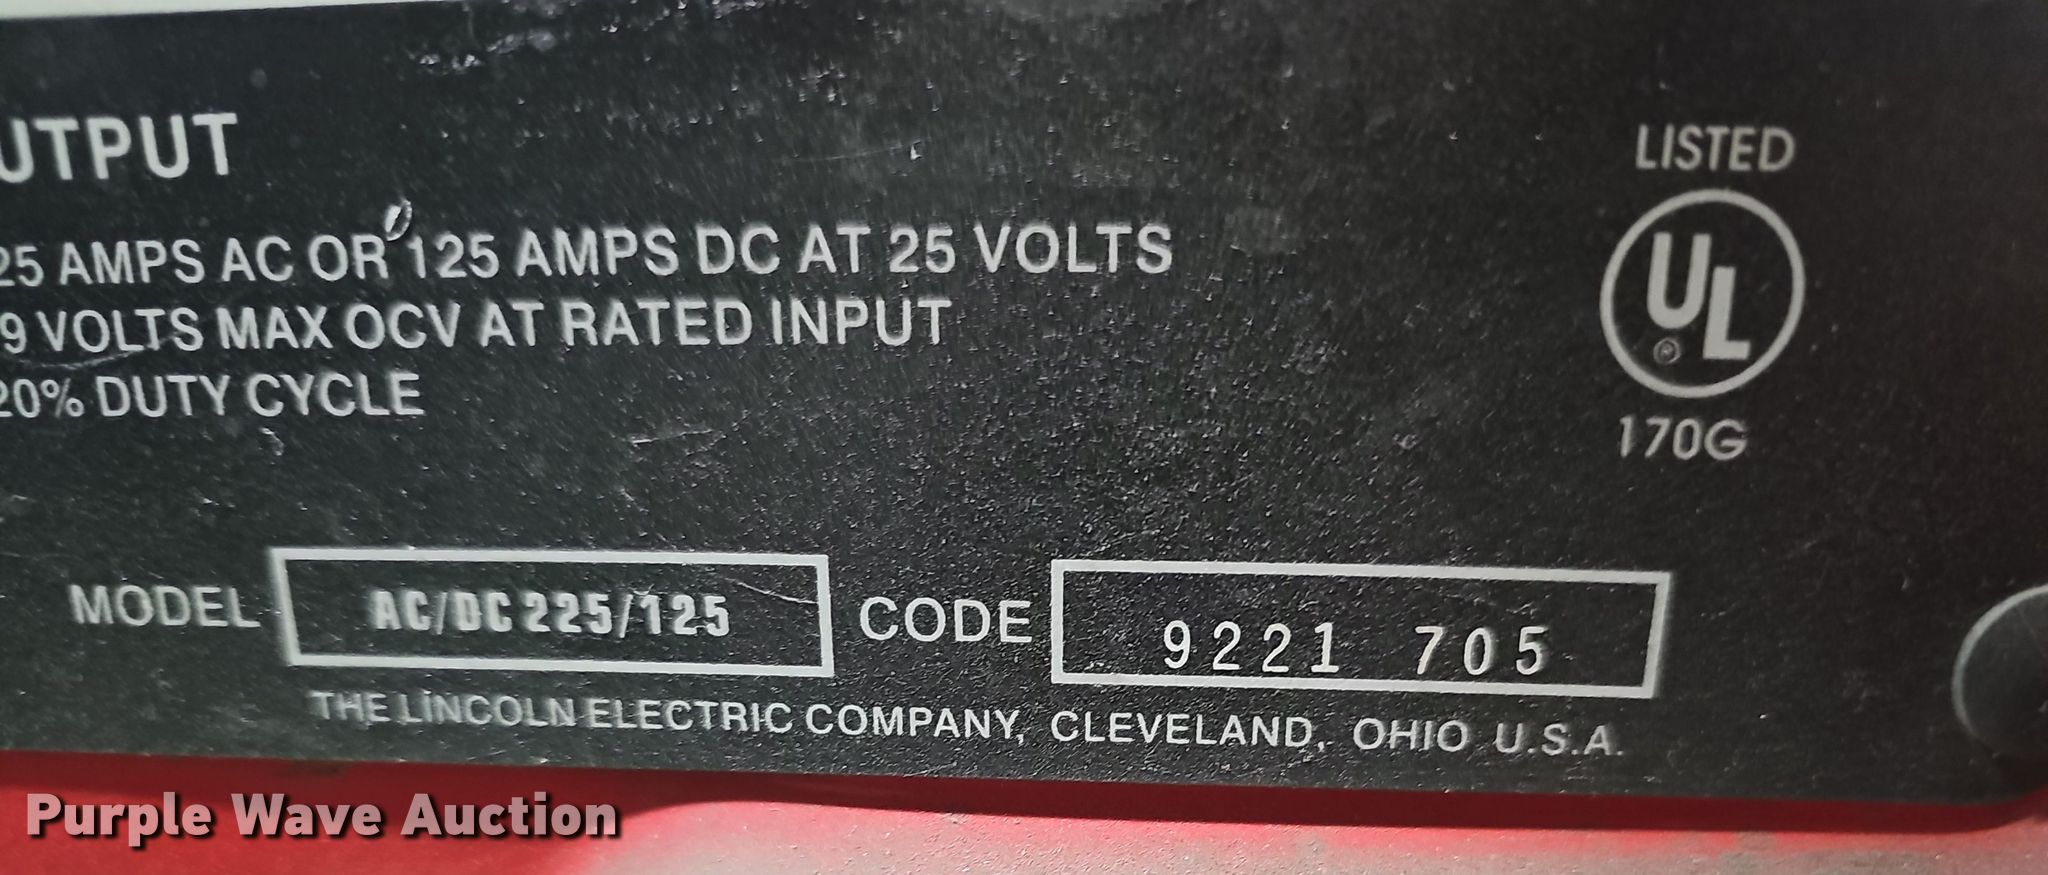 UTPUT
25 AMPS AC OR 125 AMPS DC AT 25 VOLTS
9 VOLTS MAX OCV AT RATED INPUT
20% DUTY CYCLE
LISTED
UL
®
170G
MODEL AC/DC 225/125 CODE 9221 705
THE LINCOLN ELECTRIC COMPANY, CLEVELAND, OHIO U.S.A.
Purple Wave Auction